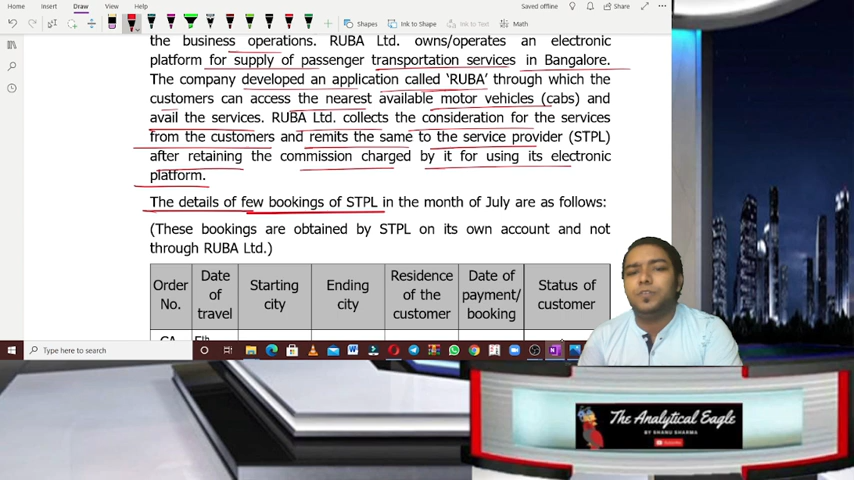 Home Insert Draw View Help
Saved offline
Share
Shapes Ink to Shape Ink to Text Math
the business operations. RUBA Ltd. owns/operates an electronic
platform for supply of passenger transportation services in Bangalore.
The company developed an application called 'RUBA' through which the
customers can access the nearest available motor vehicles (cabs) and
avail the services. RUBA Ltd. collects the consideration for the services
from the customers and remits the same to the service provider (STPL)
after retaining the commission charged by it for using its electronic
platform.
The details of few bookings of STPL in the month of July are as follows:
(These bookings are obtained by STPL on its own account and not
through RUBA Ltd.)
Order No. Date of travel Starting city Ending city Residence of the customer Date of payment/ booking Status of customer
Type here to search
The Analytical Eagle
BY SHANU SHARMA